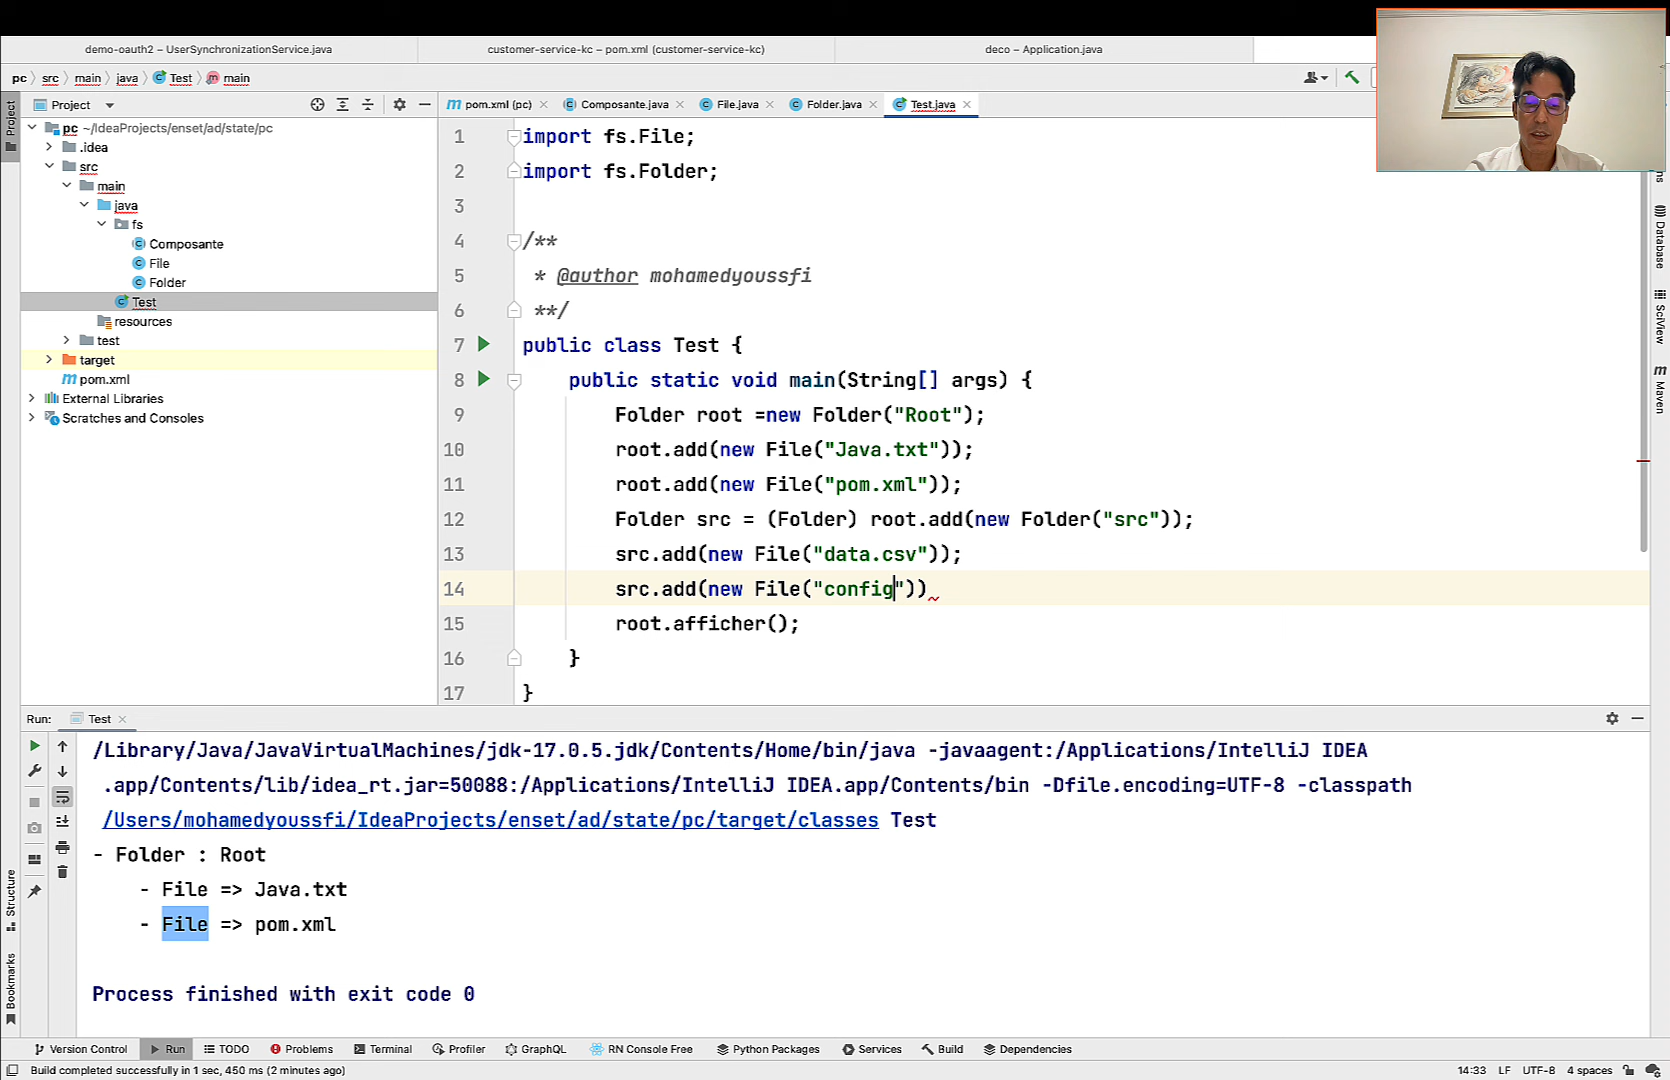 demo-oauth2 – UserSynchronizationService.java
customer-service-kc – pom.xml (customer-service-kc)
deco – Application.java
pc src main java Test main
Project
pom.xml (pc) Composante.java File.java Folder.java Test.java
pc ~/IdeaProjects/enset/ad/state/pc
.idea
src
main
java
fs
Composante
File
Folder
Test
resources
test
target
pom.xml
External Libraries
Scratches and Consoles
Project
Structure
Bookmarks
1 import fs.File;
2 import fs.Folder;
3
4 /**
5 * @author mohamedyoussfi
6 **/
7 public class Test {
8 public static void main(String[] args) {
9 Folder root =new Folder("Root");
10 root.add(new File("Java.txt"));
11 root.add(new File("pom.xml"));
12 Folder src = (Folder) root.add(new Folder("src"));
13 src.add(new File("data.csv"));
14 src.add(new File("config"))
15 root.afficher();
16 }
17 }
Database
SciView
Maven
Run: Test
/Library/Java/JavaVirtualMachines/jdk-17.0.5.jdk/Contents/Home/bin/java -javaagent:/Applications/IntelliJ IDEA
.app/Contents/lib/idea_rt.jar=50088:/Applications/IntelliJ IDEA.app/Contents/bin -Dfile.encoding=UTF-8 -classpath
/Users/mohamedyoussfi/IdeaProjects/enset/ad/state/pc/target/classes Test
- Folder : Root
- File => Java.txt
- File => pom.xml
Process finished with exit code 0
Version Control Run TODO Problems Terminal Profiler GraphQL RN Console Free Python Packages Services Build Dependencies
Build completed successfully in 1 sec, 450 ms (2 minutes ago)
14:33 LF UTF-8 4 spaces